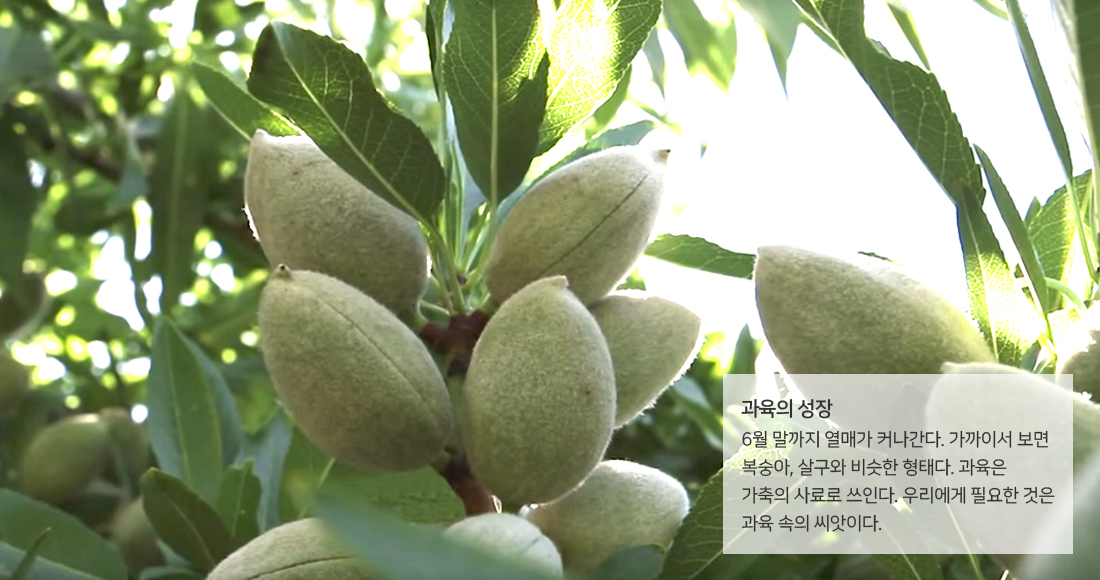 과육의 성장
6월 말까지 열매가 커나간다. 가까이서 보면
복숭아, 살구와 비슷한 형태다. 과육은
가축의 사료로 쓰인다. 우리에게 필요한 것은
과육 속의 씨앗이다.